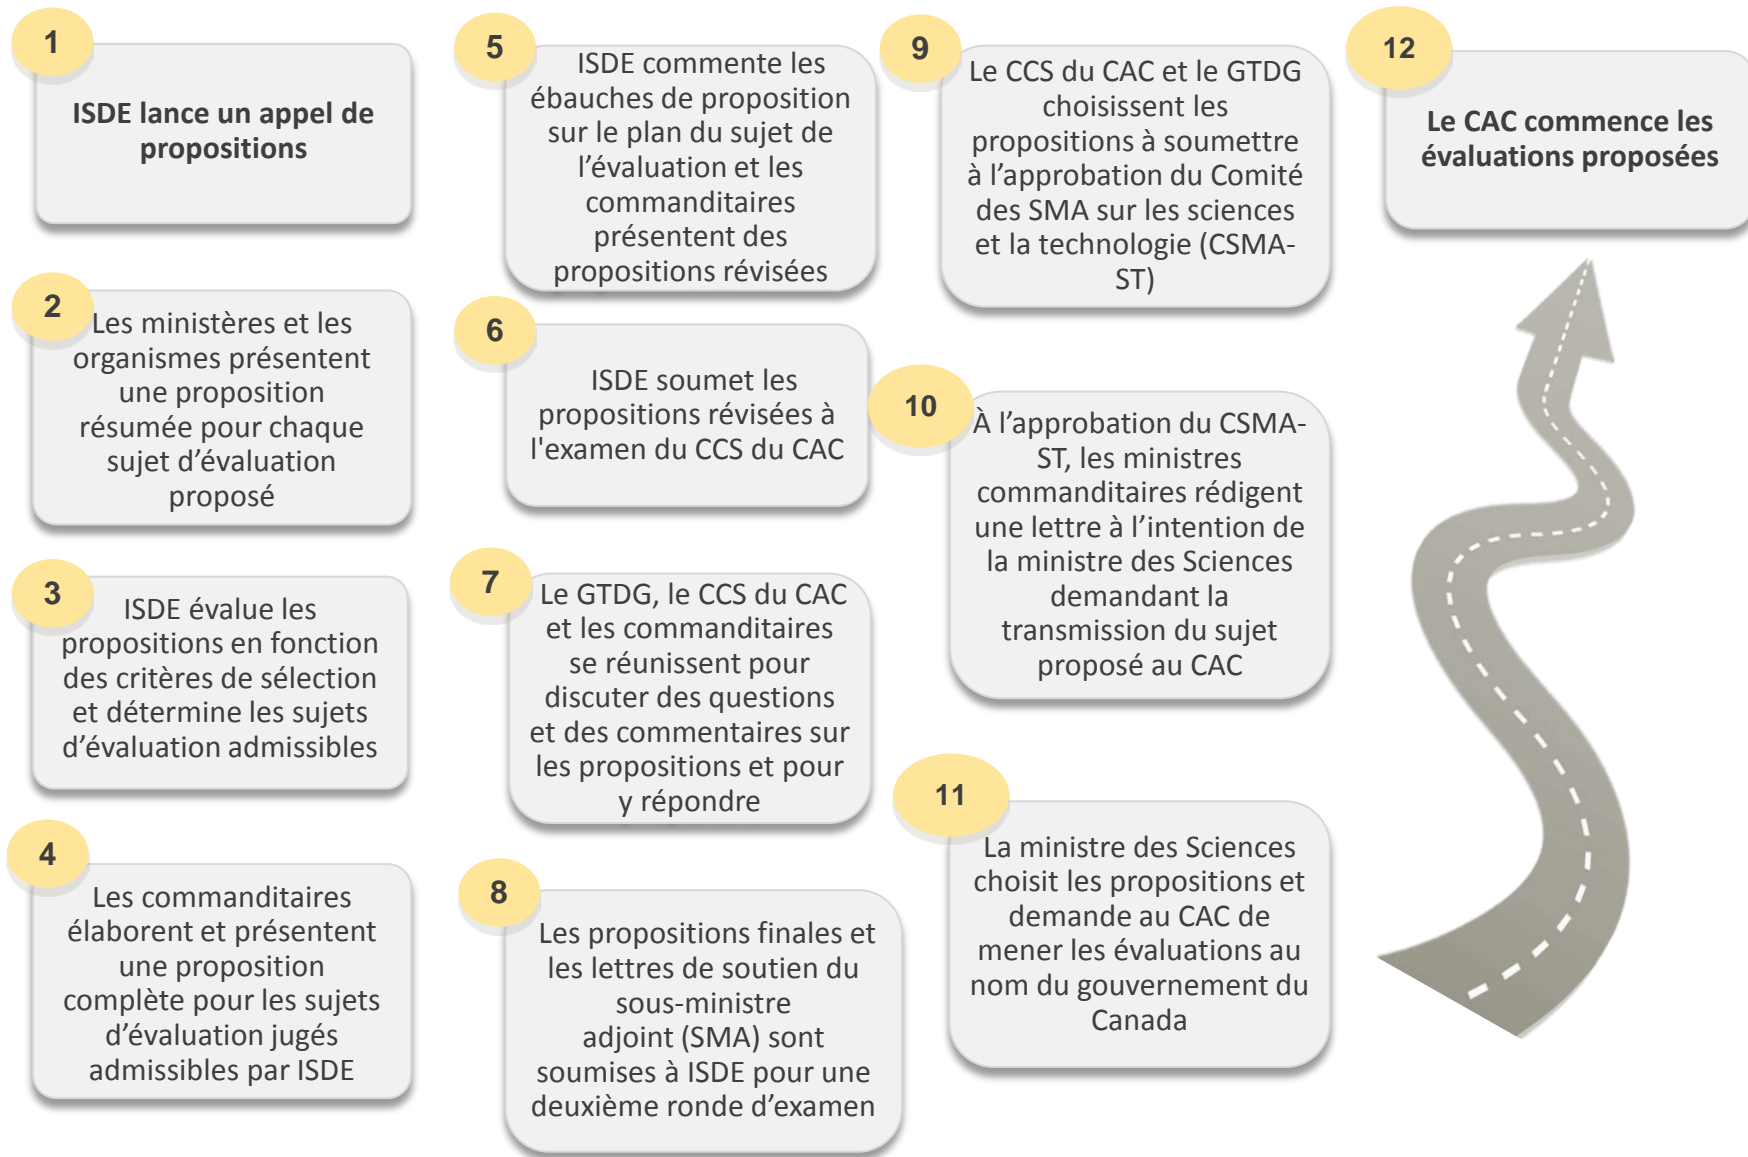 1
ISDE lance un appel de
propositions
2
Les ministères et les
organismes présentent
une proposition
résumée pour chaque
sujet d’évaluation
proposé
3
ISDE évalue les
propositions en fonction
des critères de sélection
et détermine les sujets
d’évaluation admissibles
4
Les commanditaires
élaborent et présentent
une proposition
complète pour les sujets
d’évaluation jugés
admissibles par ISDE
5
ISDE commente les
ébauches de proposition
sur le plan du sujet de
l’évaluation et les
commanditaires
présentent des
propositions révisées
6
ISDE soumet les
propositions révisées à
l'examen du CCS du CAC
7
Le GTDG, le CCS du CAC
et les commanditaires
se réunissent pour
discuter des questions
et des commentaires sur
les propositions et pour
y répondre
8
Les propositions finales et
les lettres de soutien du
sous-ministre
adjoint (SMA) sont
soumises à ISDE pour une
deuxième ronde d’examen
9
Le CCS du CAC et le GTDG
choisissent les
propositions à soumettre
à l’approbation du Comité
des SMA sur les sciences
et la technologie (CSMA-
ST)
10
À l’approbation du CSMA-
ST, les ministres
commanditaires rédigent
une lettre à l’intention de
la ministre des Sciences
demandant la
transmission du sujet
proposé au CAC
11
La ministre des Sciences
choisit les propositions et
demande au CAC de
mener les évaluations au
nom du gouvernement du
Canada
12
Le CAC commence les
évaluations proposées